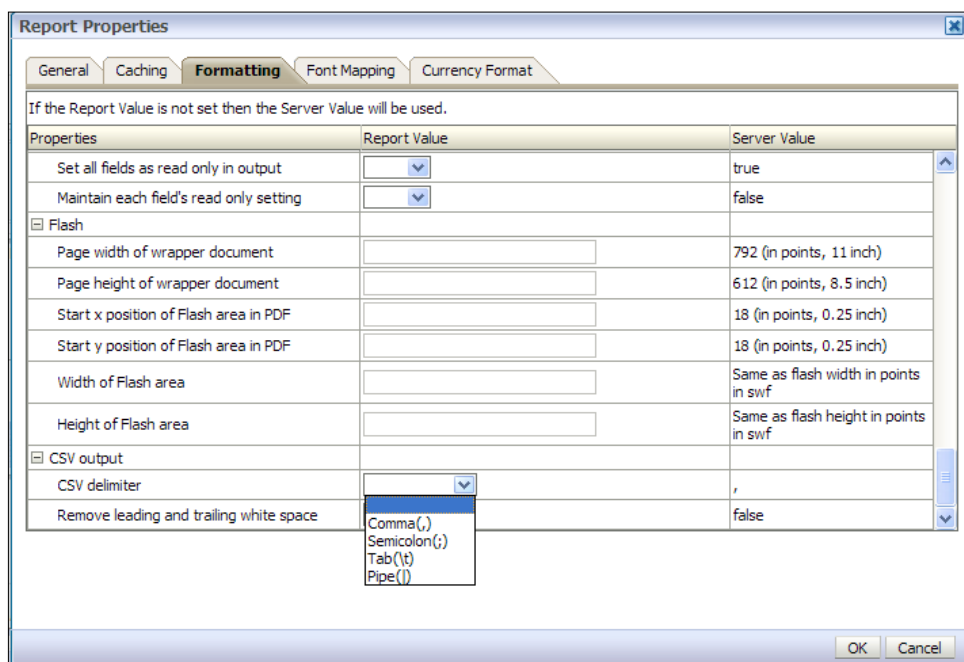 Report Properties
General Caching Formatting Font Mapping Currency Format
If the Report Value is not set then the Server Value will be used.
Properties Report Value Server Value
Set all fields as read only in output true
Maintain each field's read only setting false
Flash
Page width of wrapper document 792 (in points, 11 inch)
Page height of wrapper document 612 (in points, 8.5 inch)
Start x position of Flash area in PDF 18 (in points, 0.25 inch)
Start y position of Flash area in PDF 18 (in points, 0.25 inch)
Width of Flash area Same as flash width in points
in swf
Height of Flash area Same as flash height in points
in swf
CSV output
CSV delimiter ,
Remove leading and trailing white space false
Comma(,)
Semicolon(;)
Tab(\t)
Pipe(|)
OK Cancel